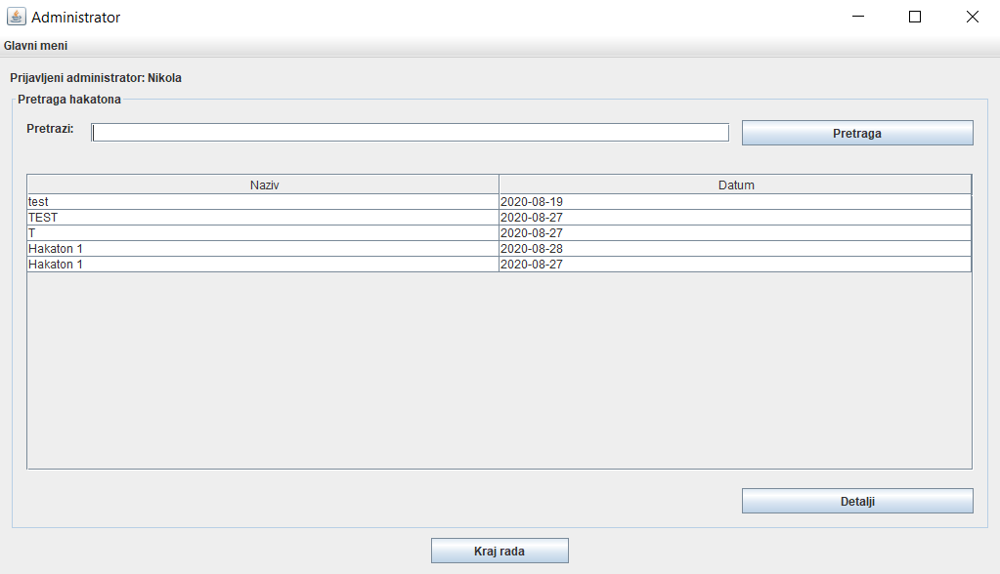 Administrator
Glavni meni
Prijavljeni administrator: Nikola
Pretraga hakatona
Pretrazi:
Pretraga
Naziv Datum
test 2020-08-19
TEST 2020-08-27
T 2020-08-27
Hakaton 1 2020-08-28
Hakaton 1 2020-08-27
Detalji
Kraj rada